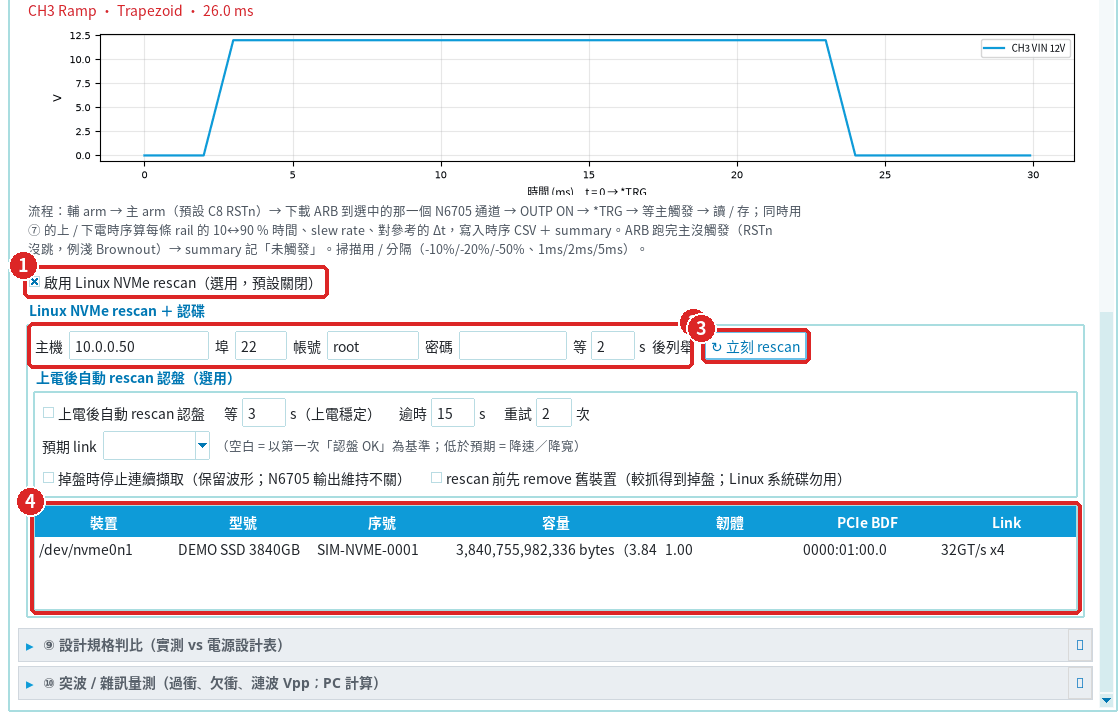 CH3 Ramp • Trapezoid • 26.0 ms
12.5
10.0
7.5
5.0
2.5
0.0
V
CH3 VIN 12V
0 5 10 15 20 25 30
時間 (ms) t=0→*TRG
流程：輔 arm → 主 arm（預設 C8 RSTn）→ 下載 ARB 到選中的那一個 N6705 通道 → OUTP ON → *TRG → 等主觸發 → 讀 / 存；同時用
⑦ 的上 / 下電時序算每條 rail 的 10↔90 % 時間、slew rate、對參考的 Δt，寫入時序 CSV ＋ summary。ARB 跑完主沒觸發（RSTn
沒跳，例淺 Brownout）→ summary 記「未觸發」。掃描用 / 分隔（-10%/-20%/-50%、1ms/2ms/5ms）。
1
啟用 Linux NVMe rescan（選用，預設關閉）
Linux NVMe rescan ＋ 認碟
3
主機 10.0.0.50 埠 22 帳號 root 密碼 等 2 s 後列舉 ↻ 立刻 rescan
上電後自動 rescan 認盤（選用）
上電後自動 rescan 認盤 等 3 s（上電穩定） 逾時 15 s 重試 2 次
預期 link （空白 = 以第一次「認盤 OK」為基準；低於預期 = 降速／降寬）
掉盤時停止連續擷取（保留波形；N6705 輸出維持不關） rescan 前先 remove 舊裝置（較抓得到掉盤；Linux 系統碟勿用）
4
裝置 型號 序號 容量 韌體 PCIe BDF Link
/dev/nvme0n1 DEMO SSD 3840GB SIM-NVME-0001 3,840,755,982,336 bytes（3.84 1.00 0000:01:00.0 32GT/s x4
▸ ⑨ 設計規格判比（實測 vs 電源設計表）
▸ ⑩ 突波 / 雜訊量測（過衝、欠衝、漣波 Vpp；PC 計算）